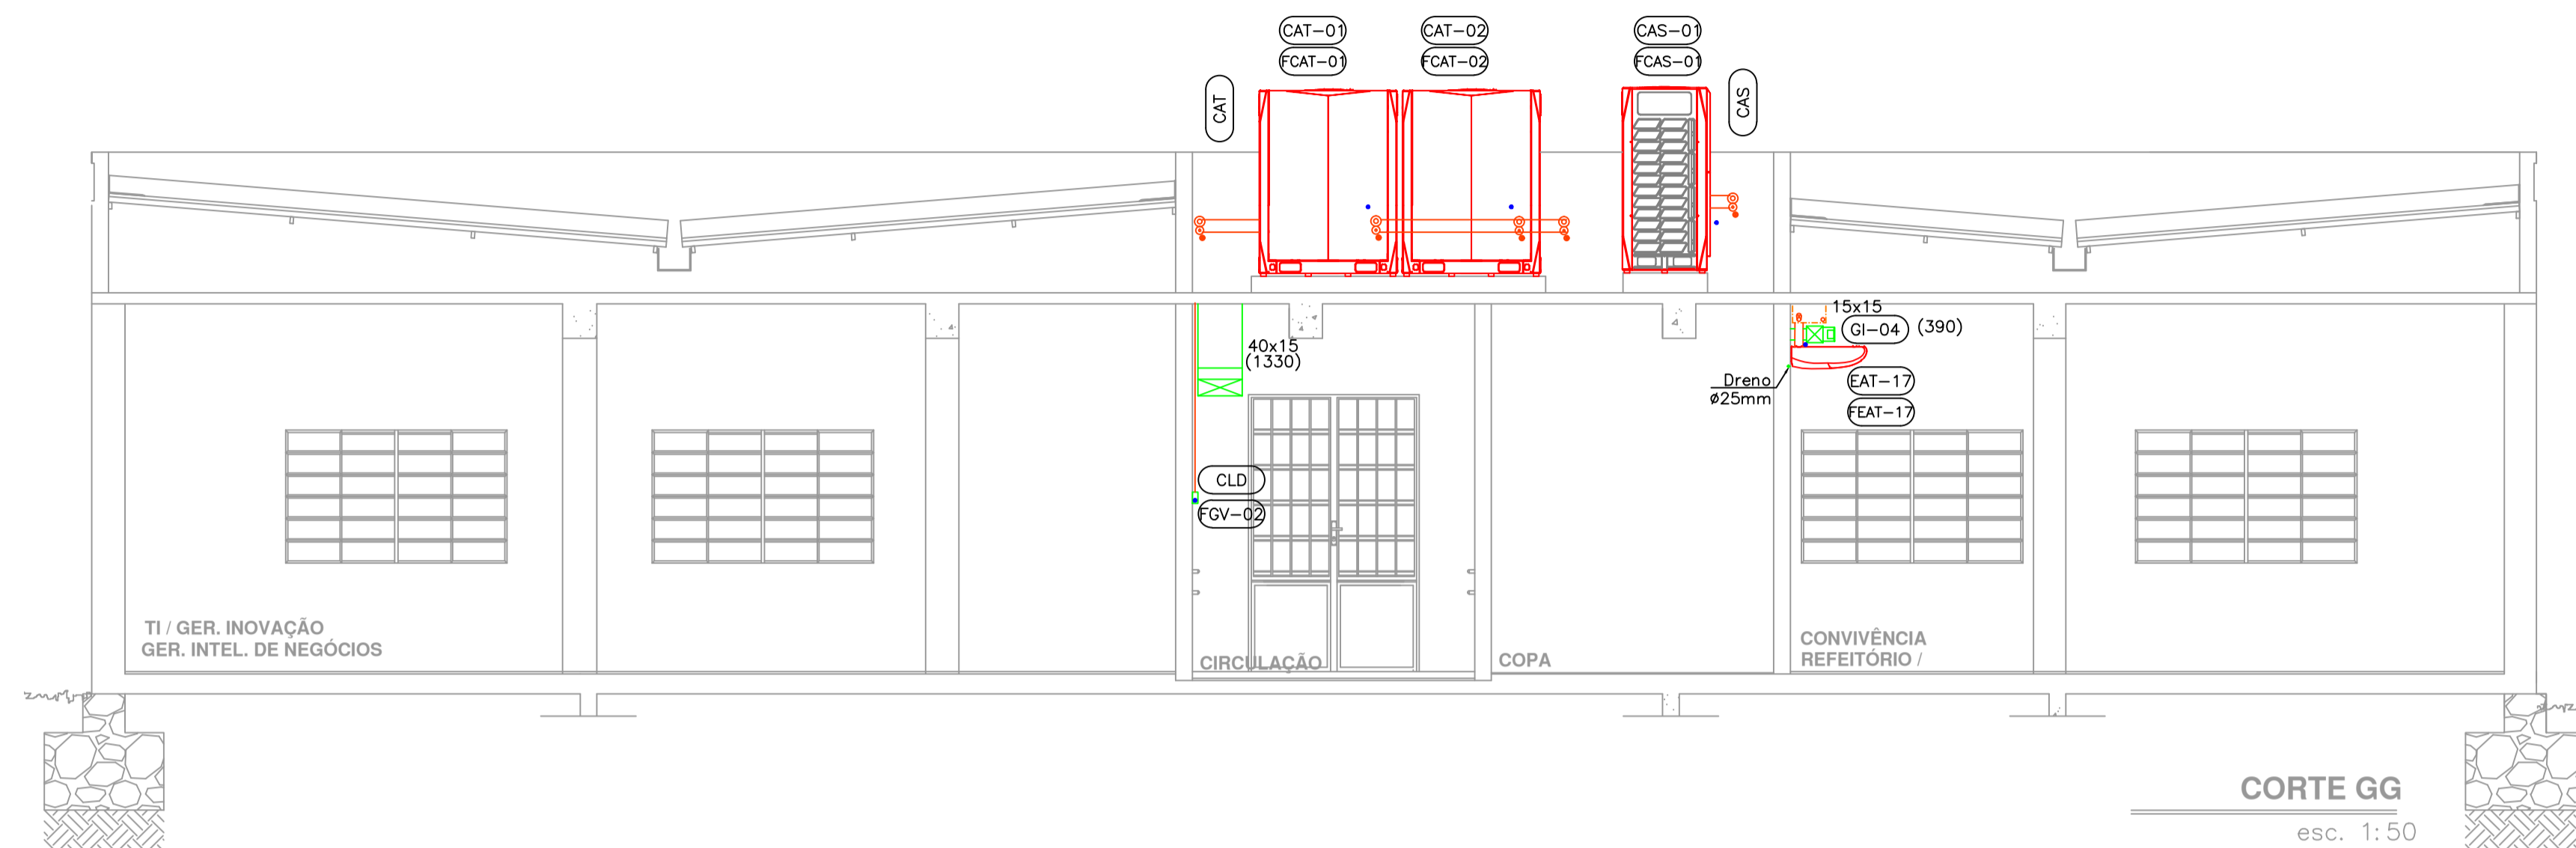 CAT-01
FCAT-01
CAT-02
FCAT-02
CAS-01
FCAS-01
CAT
CAS
15x15
GI-04 (390)
40x15
(1330)
Dreno
ø25mm
EAT-17
FEAT-17
CLD
FGV-02
TI / GER. INOVAÇÃO
GER. INTEL. DE NEGÓCIOS
CIRCULAÇÃO
COPA
CONVIVÊNCIA
REFEITÓRIO /
CORTE GG
esc. 1:50